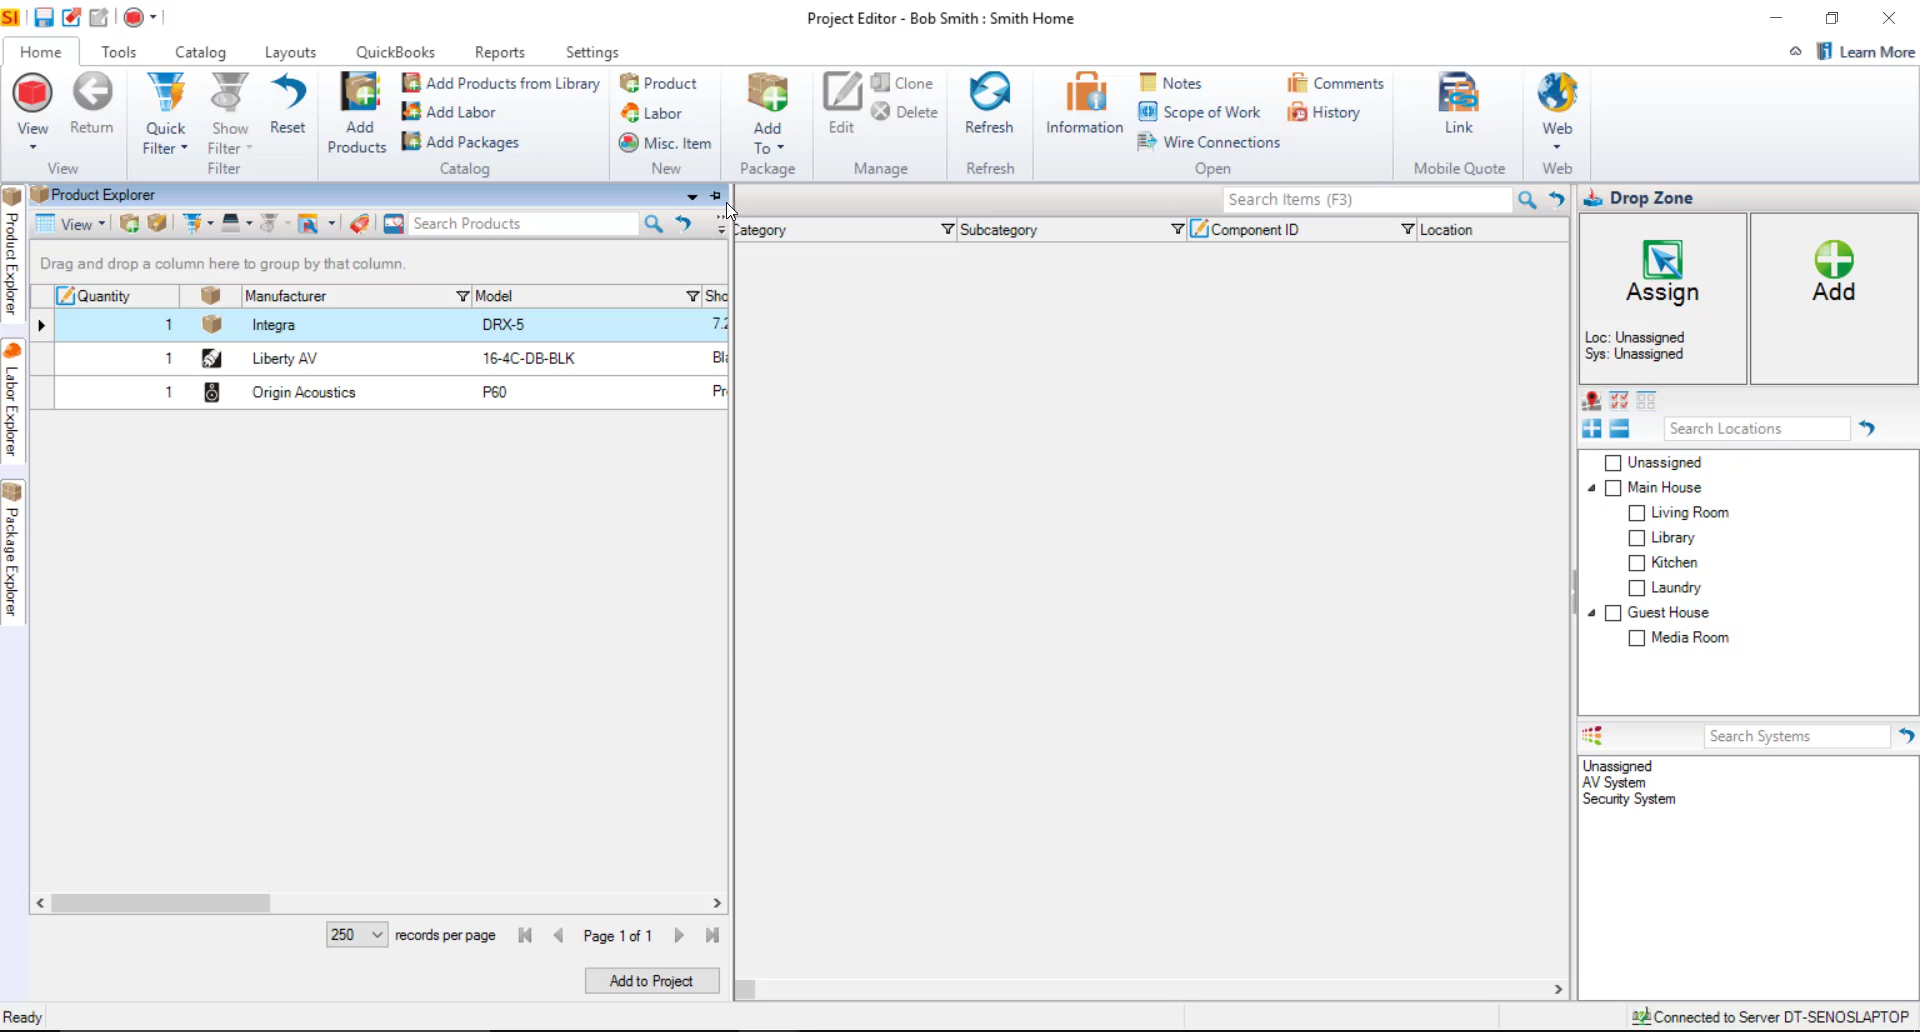 SI
Project Editor - Bob Smith : Smith Home
Home Tools Catalog Layouts QuickBooks Reports Settings Learn More
View Return View
Quick Filter Show Filter Reset Filter
Add Products Add Products from Library
Add Labor
Add Packages
Catalog
Product
Labor
Misc. Item
New
Add To Package
Edit Clone
Delete
Manage
Refresh
Refresh
Information Notes
Scope of Work
Wire Connections
Comments
History
Open
Link
Mobile Quote
Web
Web
Product Explorer
Labor Explorer
Package Explorer
Product Explorer
View Search Products
Drag and drop a column here to group by that column.
Quantity Manufacturer Model Sho
1 Integra DRX-5 7.2
1 Liberty AV 16-4C-DB-BLK Bla
1 Origin Acoustics P60 Pr
250 records per page Page 1 of 1
Add to Project
Search Items (F3)
Category Subcategory Component ID Location
Drop Zone
Assign
Loc: Unassigned
Sys: Unassigned
Add
Search Locations
Unassigned
Main House
Living Room
Library
Kitchen
Laundry
Guest House
Media Room
Search Systems
Unassigned
AV System
Security System
Ready
Connected to Server DT-SENOSLAPTOP